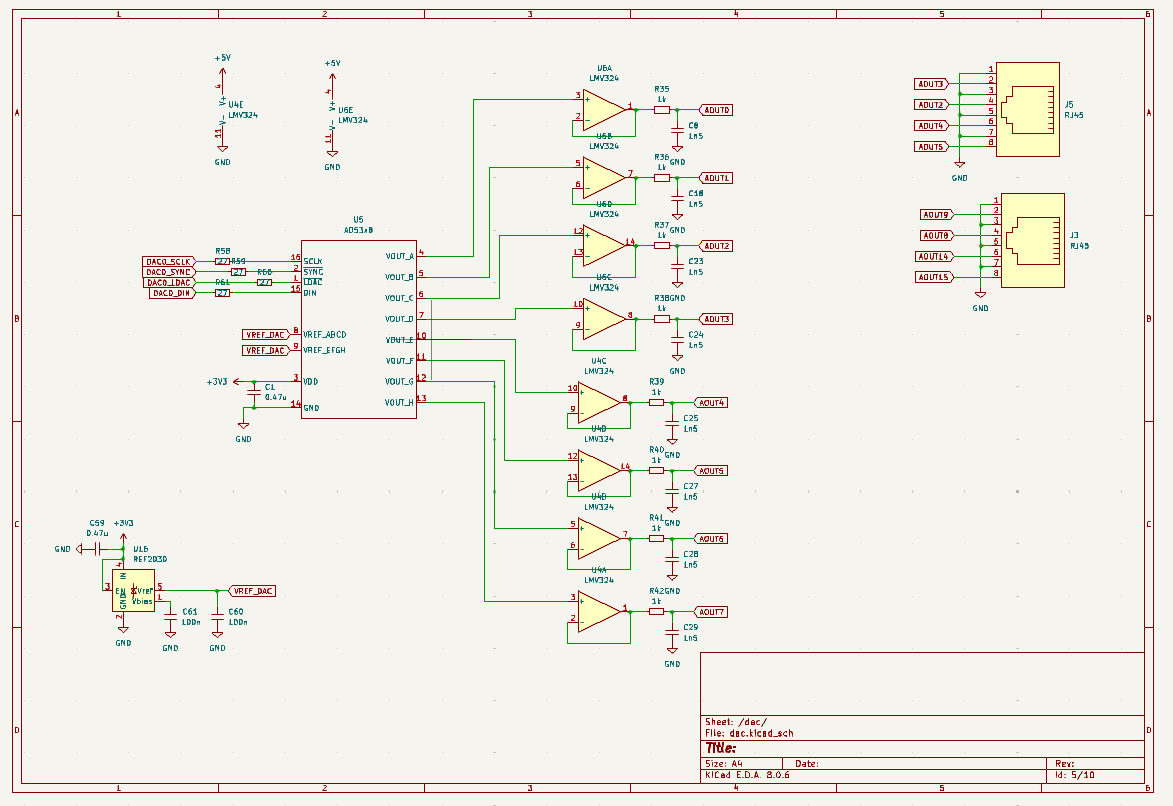 1 2 3 4 5 6
A
B
C
D
+5V
4
V+
U4E
LMV324
V-
11
GND
+5V
4
V+
U6E
LMV324
V-
11
GND
U5
AD53x8
DAC0_SCLK
R58
27
16
SCLK
DAC0_SYNC
R59
27
2
SYNC
DAC0_LDAC
R60
27
1
LDAC
DAC0_DIN
R61
27
15
DIN
VREF_DAC
8
VREF_ABCD
VREF_DAC
9
VREF_EFGH
+3V3
3
VDD
C1
0.47u
14
GND
GND
VOUT_A
4
VOUT_B
5
VOUT_C
6
VOUT_D
7
VOUT_E
10
VOUT_F
11
VOUT_G
12
VOUT_H
13
U6A
LMV324
3
+
2
-
1
R35
1k
AOUT0
C8
1n5
GND
U6B
LMV324
5
+
6
-
7
R36
1k
AOUT1
C18
1n5
GND
U6D
LMV324
12
+
13
-
14
R37
1k
AOUT2
C23
1n5
GND
U6C
LMV324
10
+
9
-
8
R38
1k
AOUT3
C24
1n5
GND
U4C
LMV324
10
+
9
-
8
R39
1k
AOUT4
C25
1n5
GND
LMV324
12
+
13
-
14
R40
1k
AOUT5
C27
1n5
GND
U4B
LMV324
5
+
6
-
7
R41
1k
AOUT6
C28
1n5
GND
U4A
LMV324
3
+
2
-
1
R42
1k
AOUT7
C29
1n5
GND
AOUT3
AOUT2
AOUT4
AOUT5
1
2
3
4
5
6
7
8
J5
RJ45
GND
AOUT9
AOUT8
AOUT14
AOUT15
1
2
3
4
5
6
7
8
J3
RJ45
GND
C59
0.47u
+3V3
GND
U16
REF2030
4
IN
3
EN
Vref
5
Vbias
1
GND
2
GND
VREF_DAC
C61
100n
GND
C60
100n
GND
Sheet: /dac/
File: dac.kicad_sch
Title:
Size: A4
Date:
Rev:
KiCad E.D.A. 8.0.6
Id: 5/10
A
B
C
D
1 2 3 4 5 6